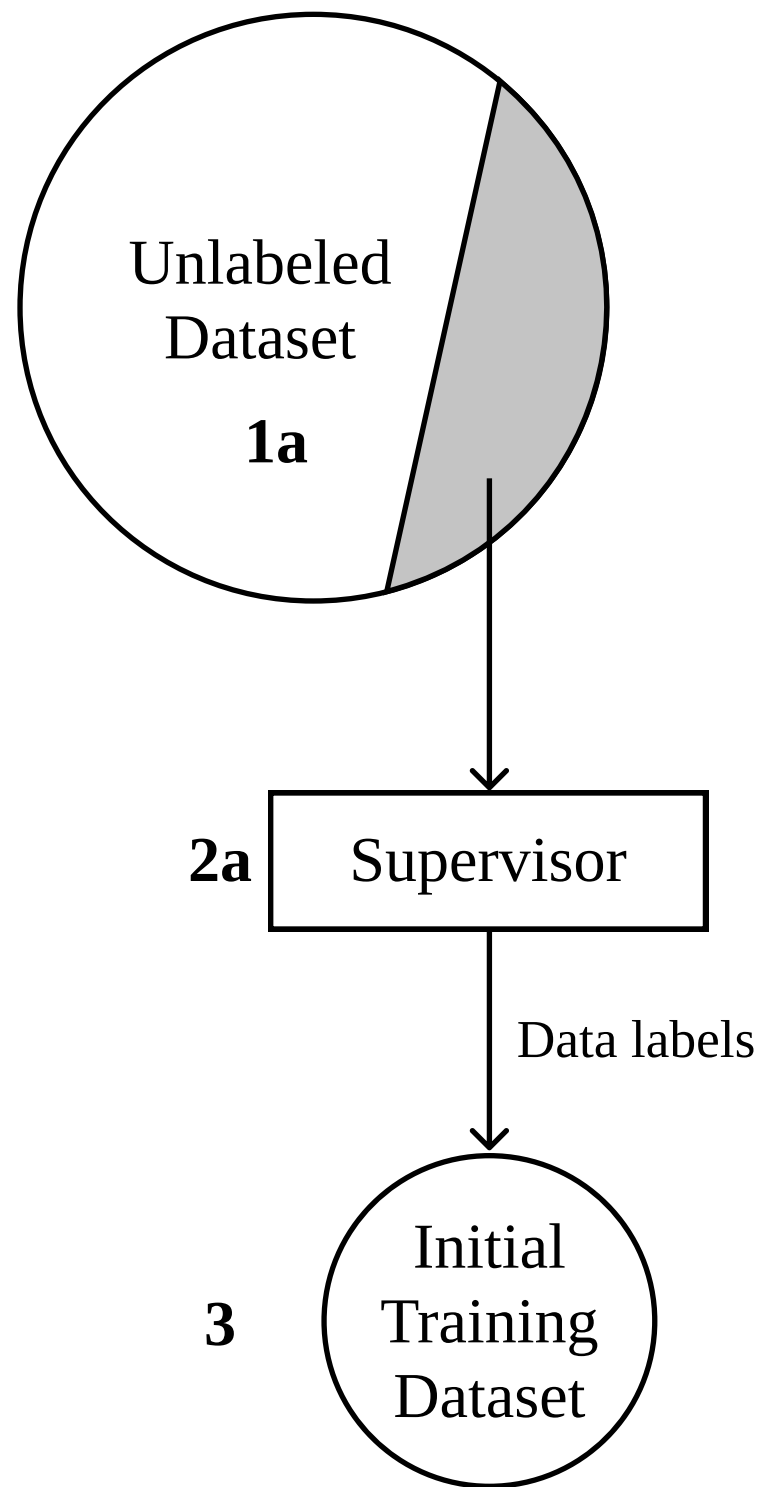 Unlabeled
Dataset
1a
2a Supervisor
Data labels
Initial
3 Training
Dataset